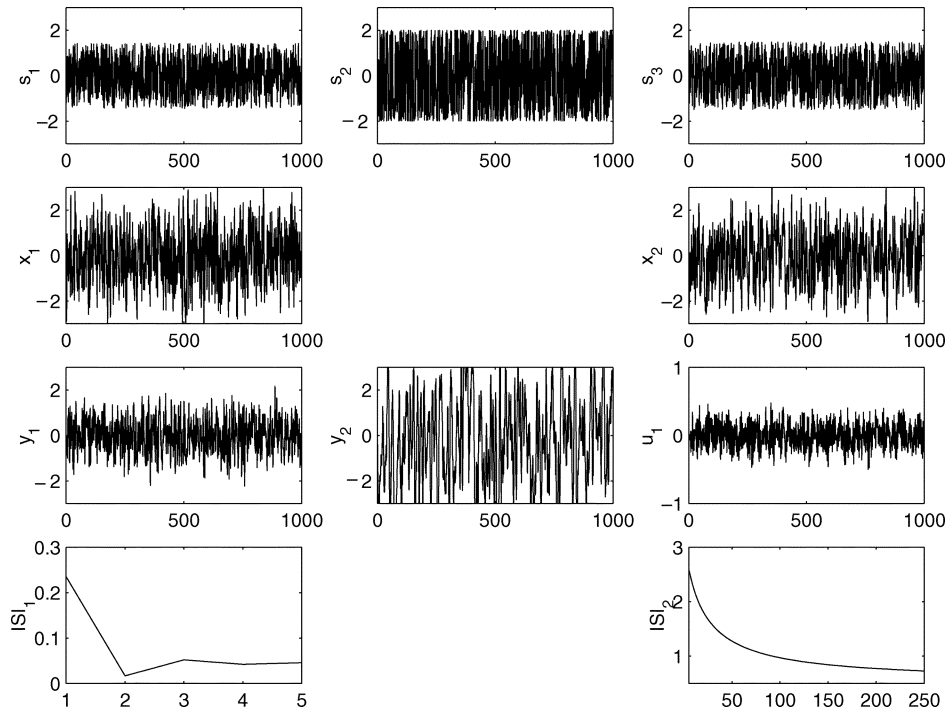 s1 2 0 −2 0 500 1000
s2 2 0 −2 0 500 1000
s3 2 0 −2 0 500 1000
x1 2 0 −2 0 500 1000
x2 2 0 −2 0 500 1000
y1 2 0 −2 0 500 1000
y2 2 0 −2 0 500 1000
u1 1 0 −1 0 500 1000
ISI1 0.3 0.2 0.1 0 1 2 3 4 5
ISI2 3 2 1 50 100 150 200 250